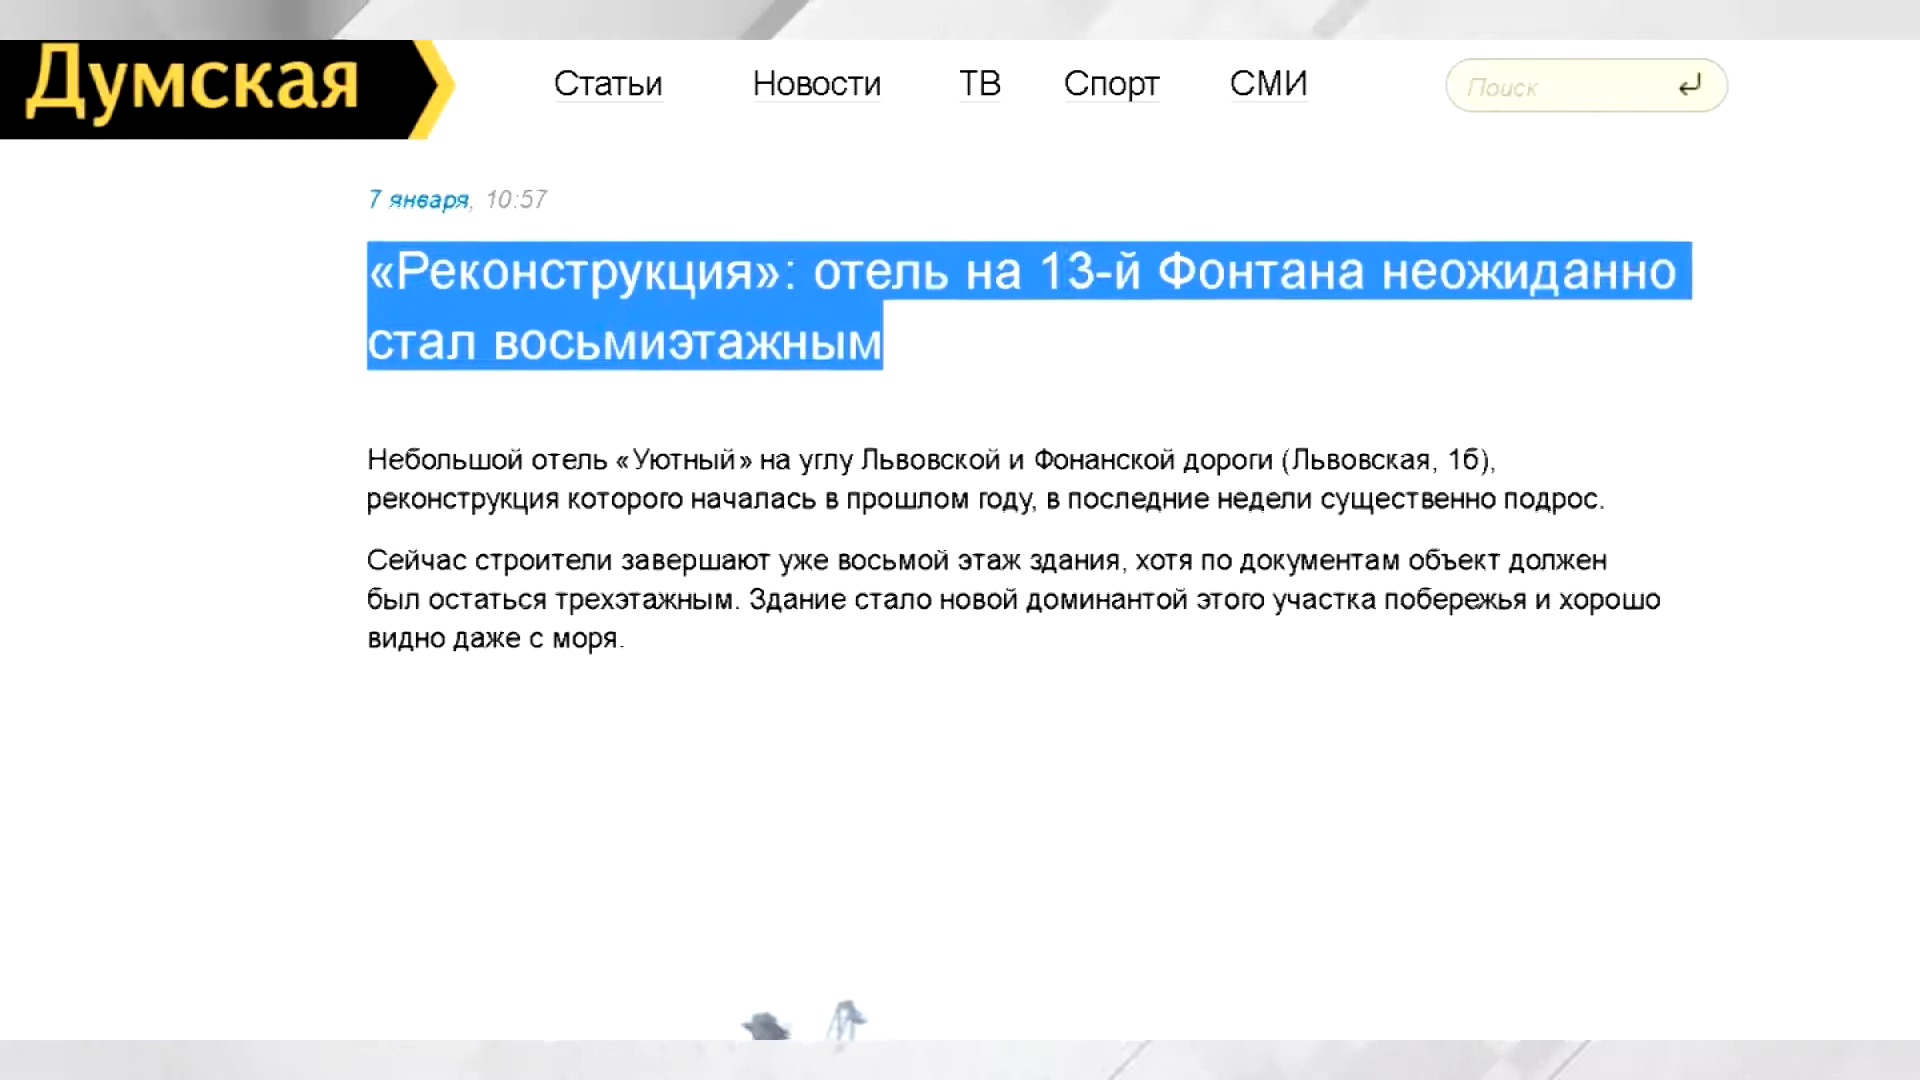 Думская
Статьи Новости ТВ Спорт СМИ Поиск
7 января, 10:57
«Реконструкция»: отель на 13-й Фонтана неожиданно
стал восьмиэтажным
Небольшой отель «Уютный» на углу Львовской и Фонанской дороги (Львовская, 1б),
реконструкция которого началась в прошлом году, в последние недели существенно подрос.
Сейчас строители завершают уже восьмой этаж здания, хотя по документам объект должен
был остаться трехэтажным. Здание стало новой доминантой этого участка побережья и хорошо
видно даже с моря.